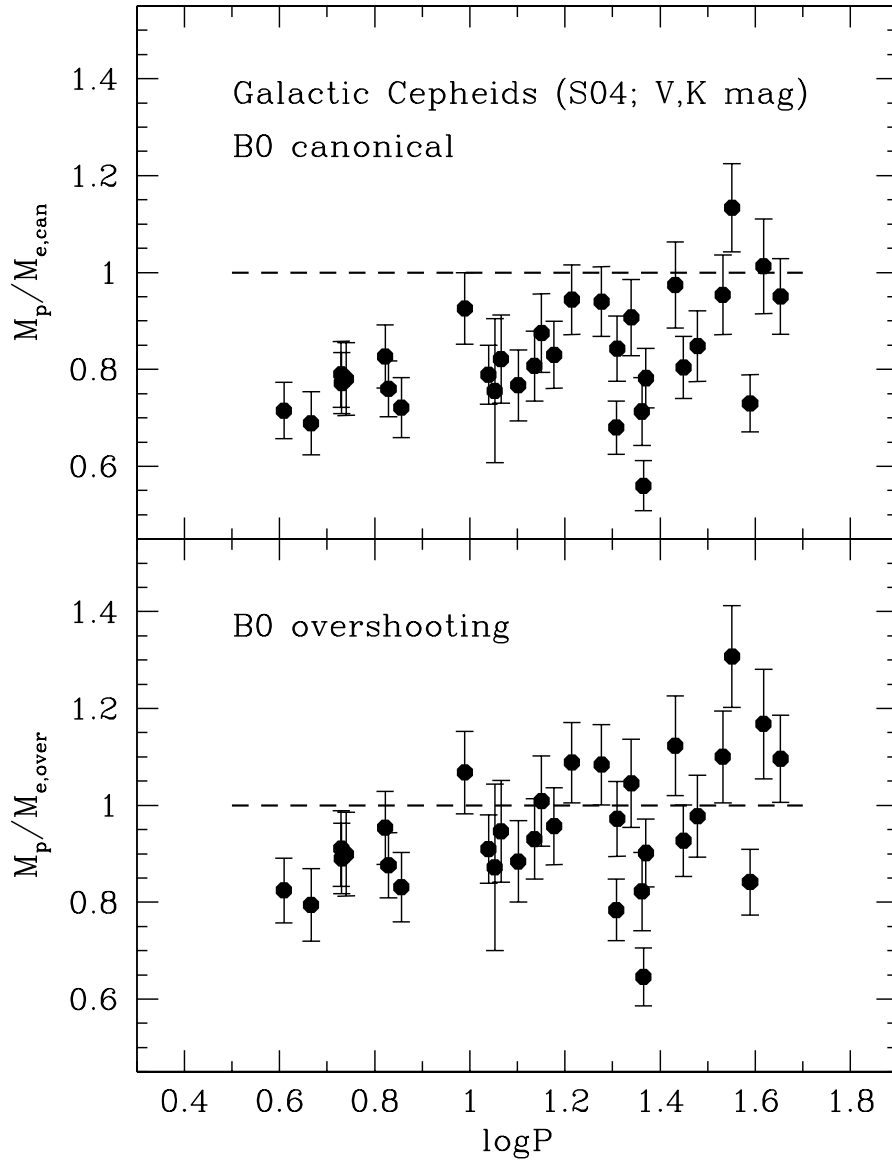 Galactic Cepheids (S04; V,K mag)
B0 canonical
1.4
1.2
1
0.8
0.6
M_p/M_e,can
B0 overshooting
1.4
1.2
1
0.8
0.6
M_p/M_e,over
0.4 0.6 0.8 1 1.2 1.4 1.6 1.8
logP